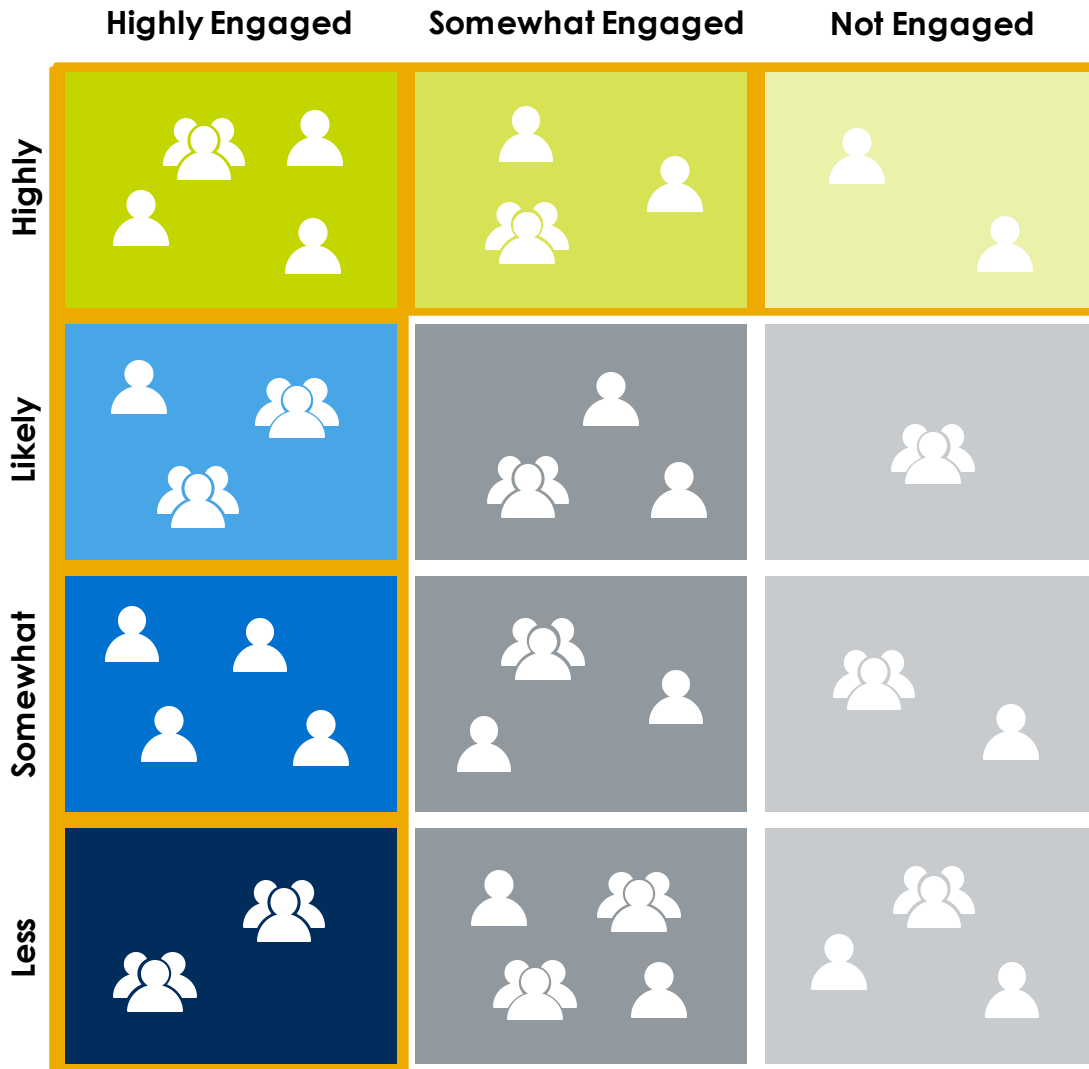 Highly Engaged
Somewhat Engaged
Not Engaged
Highly
Likely
Somewhat
Less